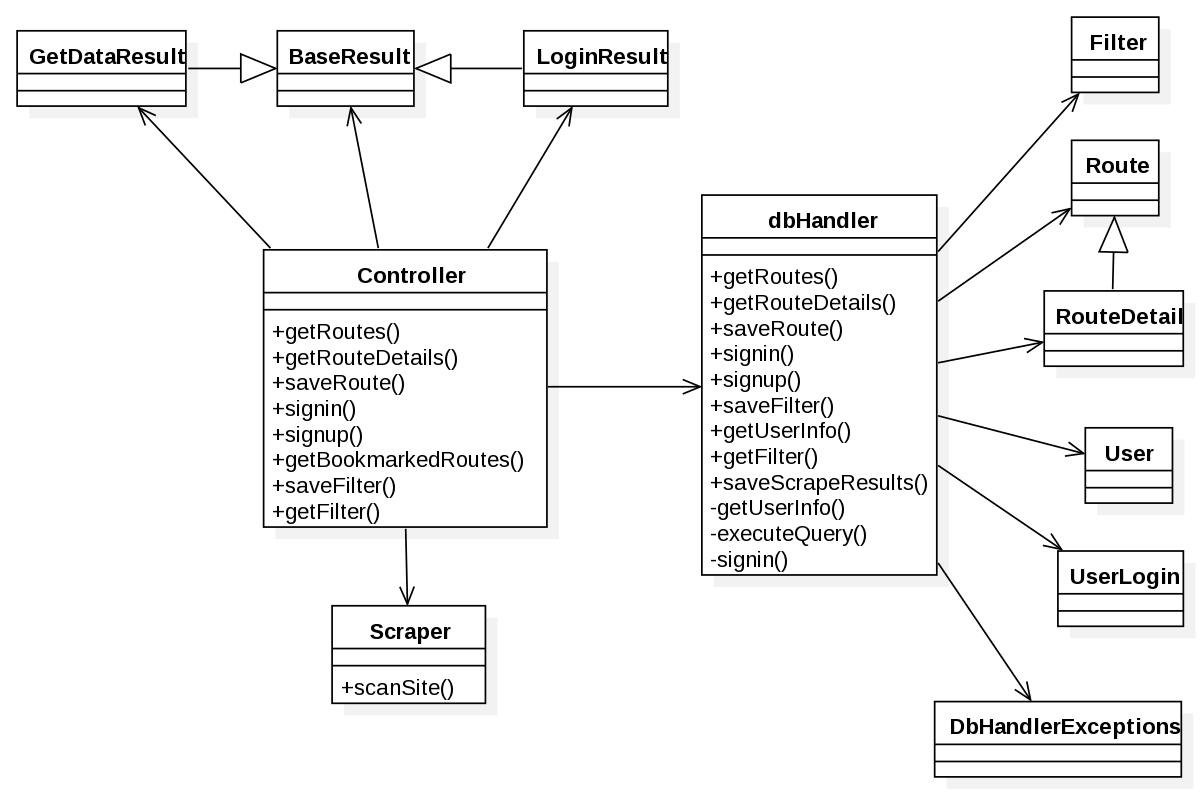 GetDataResult
BaseResult
LoginResult
Filter
Route
RouteDetail
User
UserLogin
DbHandlerExceptions
dbHandler
+getRoutes()
+getRouteDetails()
+saveRoute()
+signin()
+signup()
+saveFilter()
+getUserInfo()
+getFilter()
+saveScrapeResults()
-getUserInfo()
-executeQuery()
-signin()
Controller
+getRoutes()
+getRouteDetails()
+saveRoute()
+signin()
+signup()
+getBookmarkedRoutes()
+saveFilter()
+getFilter()
Scraper
+scanSite()